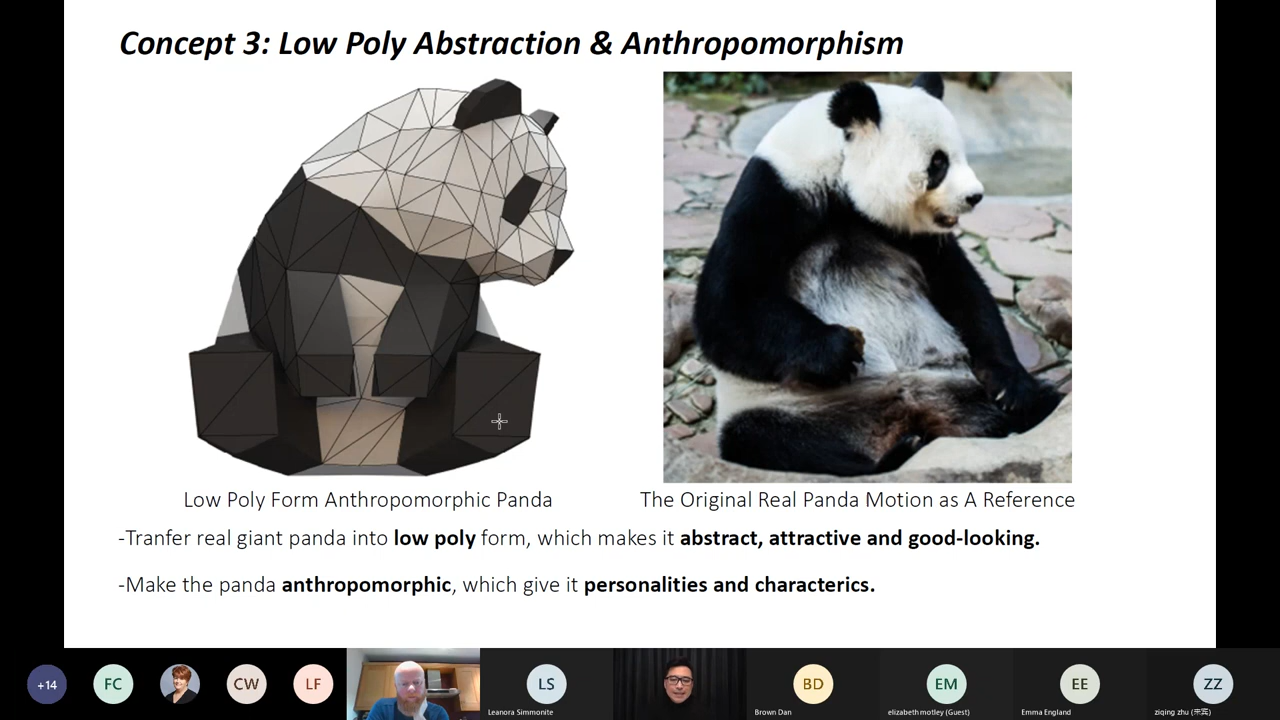 Concept 3: Low Poly Abstraction & Anthropomorphism
Low Poly Form Anthropomorphic Panda
The Original Real Panda Motion as A Reference
-Tranfer real giant panda into low poly form, which makes it abstract, attractive and good-looking.
-Make the panda anthropomorphic, which give it personalities and characterics.
+14
FC
CW
LF
LS
Leanora Simmonite
BD
Brown Dan
EM
elizabeth motley (Guest)
EE
Emma England
ZZ
ziqing zhu (朱宾)